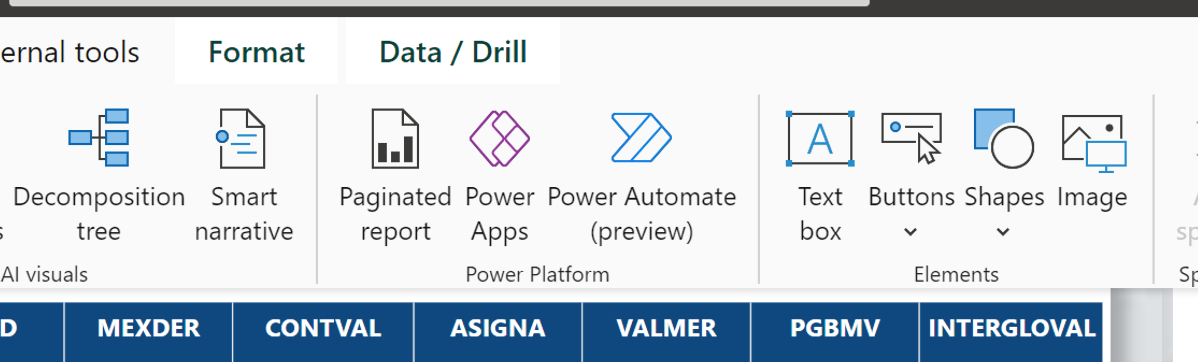 ernal tools Format Data / Drill
Decomposition Smart Paginated Power Power Automate Text Buttons Shapes Image
tree narrative report Apps (preview) box
AI visuals Power Platform Elements
D MEXDER CONTVAL ASIGNA VALMER PGBMV INTERGLOVAL